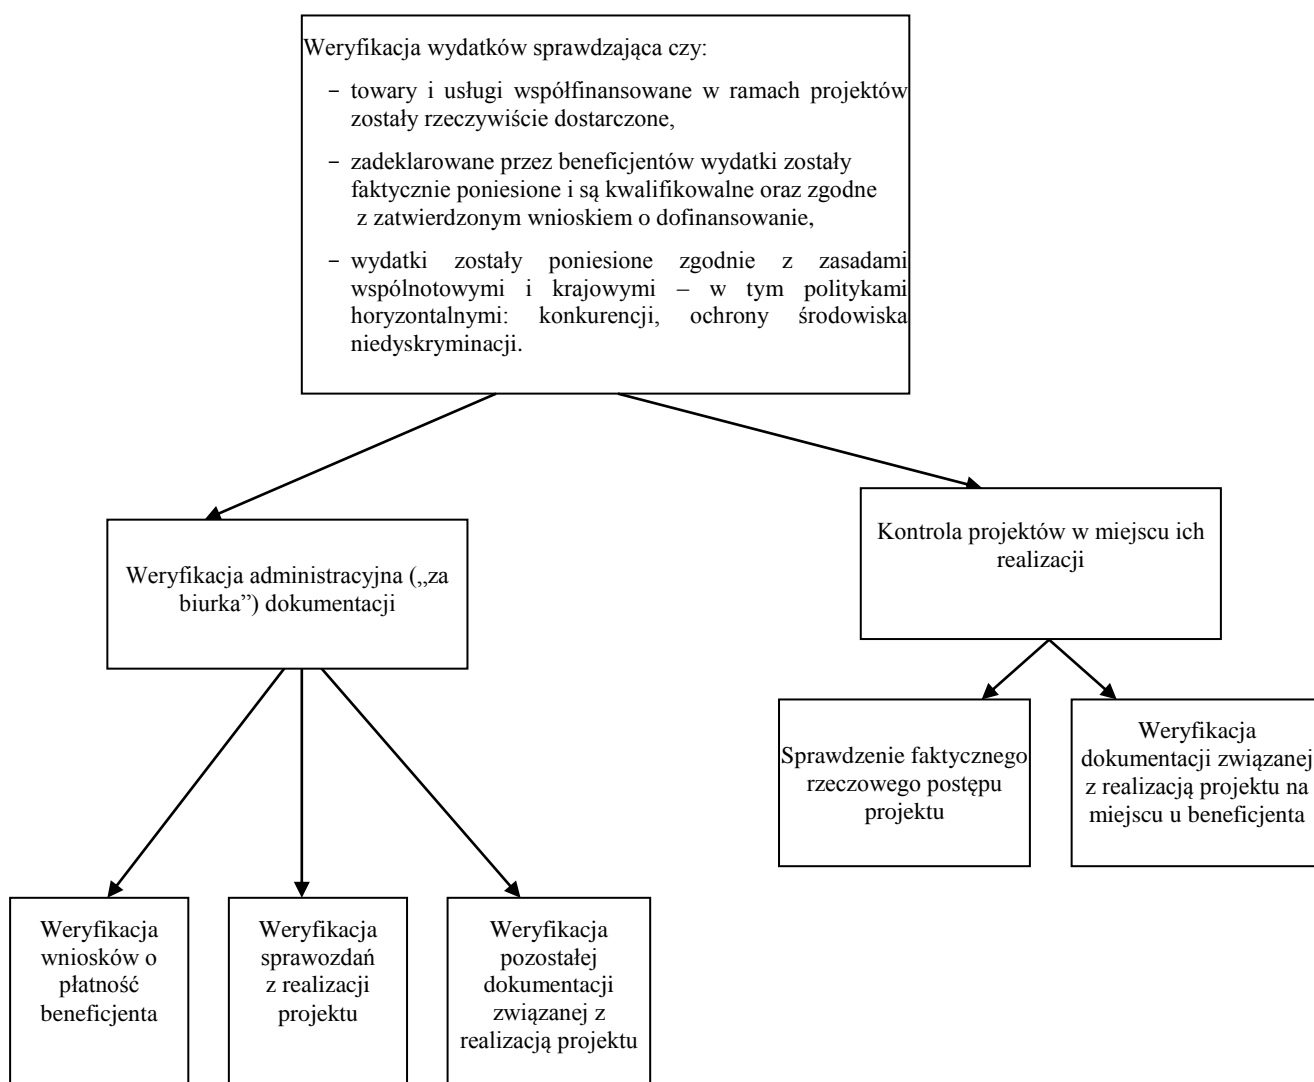 Weryfikacja wydatków sprawdzająca czy:
− towary i usługi współfinansowane w ramach projektów
zostały rzeczywiście dostarczone,
− zadeklarowane przez beneficjentów wydatki zostały
faktycznie poniesione i są kwalifikowalne oraz zgodne
z zatwierdzonym wnioskiem o dofinansowanie,
− wydatki zostały poniesione zgodnie z zasadami
wspólnotowymi i krajowymi – w tym politykami
horyzontalnymi: konkurencji, ochrony środowiska
niedyskryminacji.
Weryfikacja administracyjna („za
biurka”) dokumentacji
Kontrola projektów w miejscu ich
realizacji
Sprawdzenie faktycznego
rzeczowego postępu
projektu
Weryfikacja
dokumentacji związanej
z realizacją projektu na
miejscu u beneficjenta
Weryfikacja
wniosków o
płatność
beneficjenta
Weryfikacja
sprawozdań
z realizacji
projektu
Weryfikacja
pozostałej
dokumentacji
związanej z
realizacją projektu